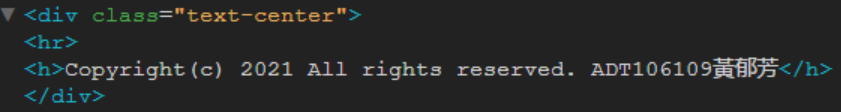 <div class="text-center">
<hr>
<h>Copyright(c) 2021 All rights reserved. ADT106109黃郁芳</h>
</div>